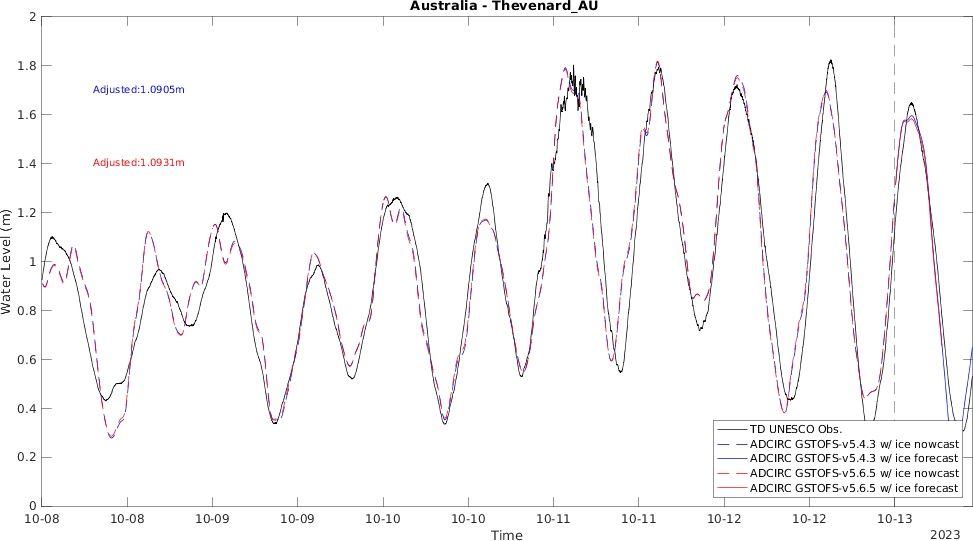 Australia - Thevenard_AU
2
1.8
1.6
1.4
1.2
1
0.8
0.6
0.4
0.2
0
Water Level (m)
Adjusted:1.0905m
Adjusted:1.0931m
TD UNESCO Obs.
ADCIRC GSTOFS-v5.4.3 w/ ice nowcast
ADCIRC GSTOFS-v5.4.3 w/ ice forecast
ADCIRC GSTOFS-v5.6.5 w/ ice nowcast
ADCIRC GSTOFS-v5.6.5 w/ ice forecast
10-08 10-08 10-09 10-09 10-10 10-10 10-11 10-11 10-12 10-12 10-13
Time
2023